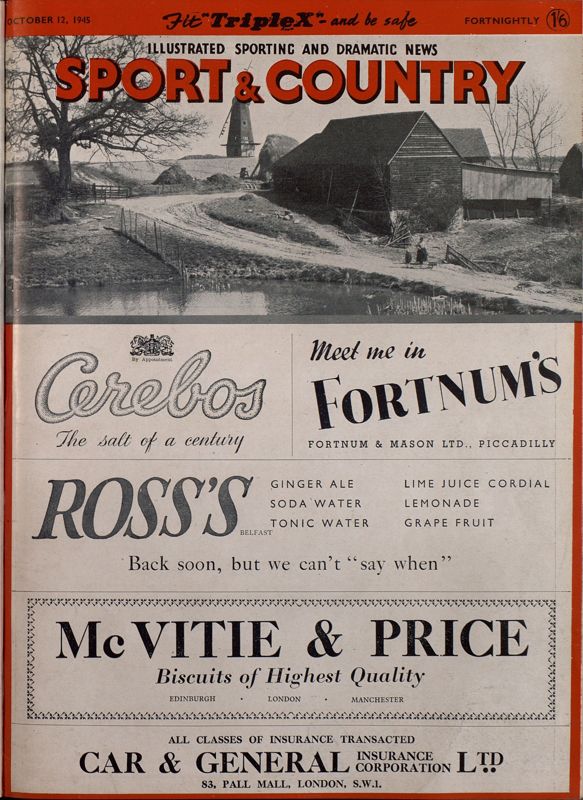 OCTOBER 12, 1945 Fit "TripleX" - and be safe FORTNIGHTLY 1'6
ILLUSTRATED SPORTING AND DRAMATIC NEWS
SPORT & COUNTRY
By Appointment
Cerebos
The salt of a century
Meet me in
FORTNUM'S
FORTNUM & MASON LTD., PICCADILLY
ROSS'S
BELFAST
GINGER ALE LIME JUICE CORDIAL
SODA WATER LEMONADE
TONIC WATER GRAPE FRUIT
Back soon, but we can't "say when"
McVITIE & PRICE
Biscuits of Highest Quality
EDINBURGH · LONDON · MANCHESTER
ALL CLASSES OF INSURANCE TRANSACTED
CAR & GENERAL INSURANCE CORPORATION LTD
83, PALL MALL, LONDON, S.W.1.